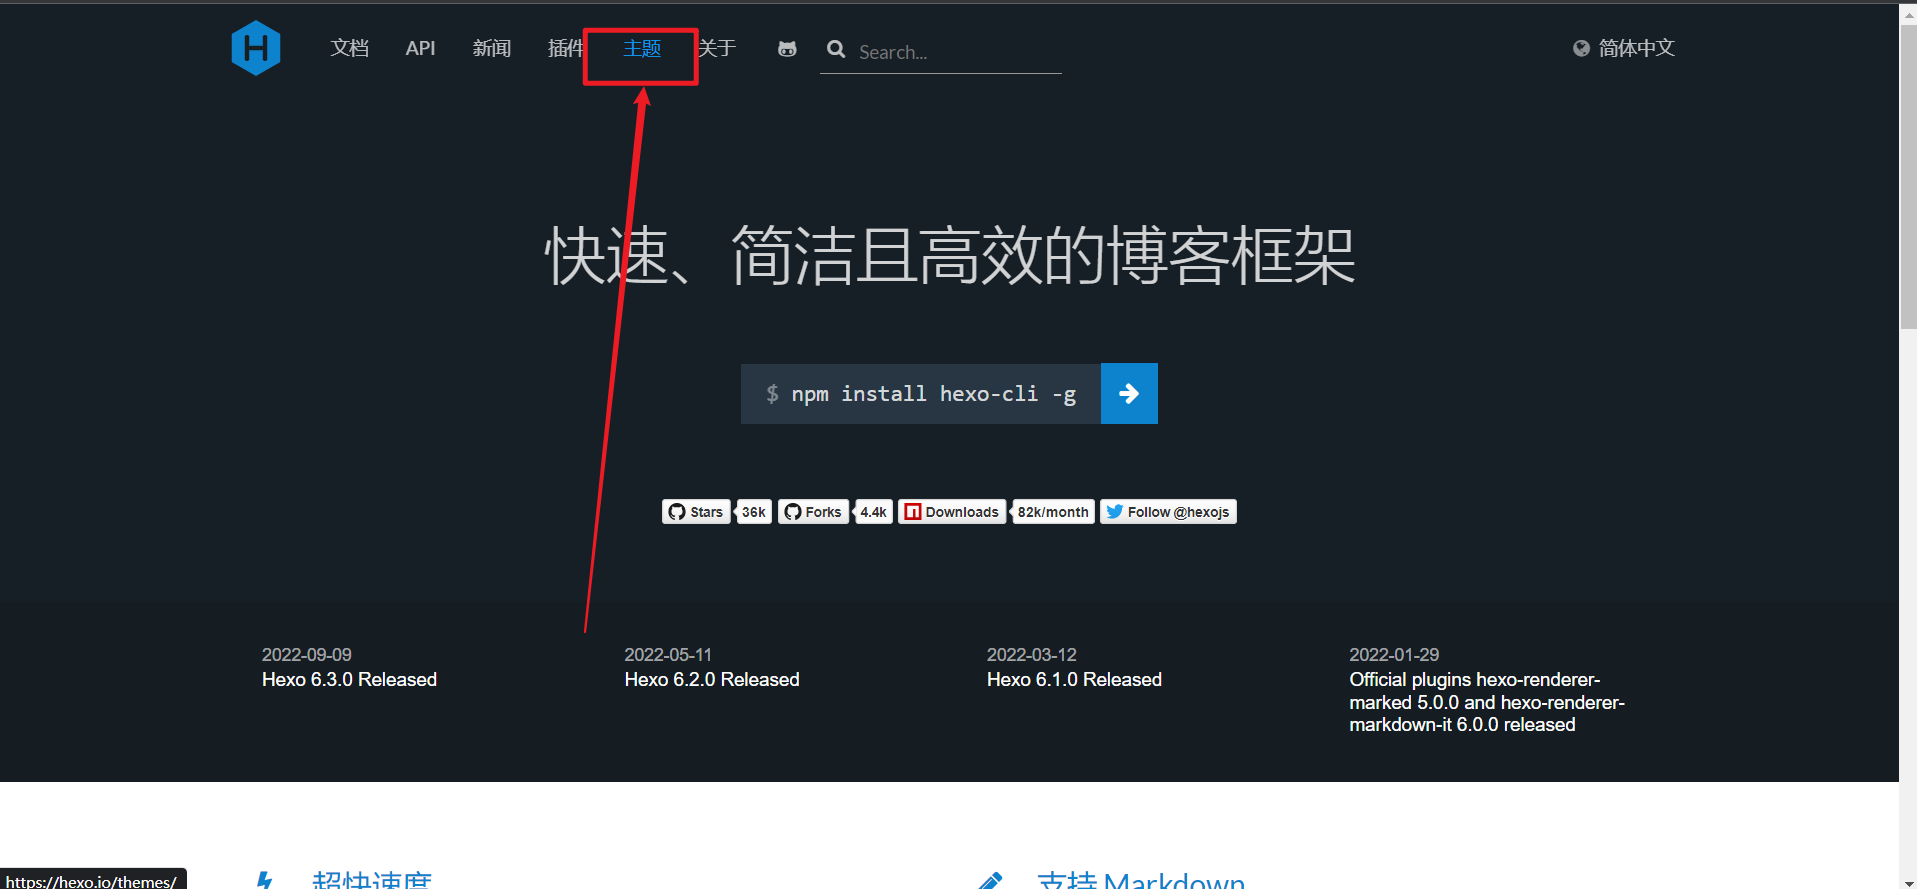 文档 API 新闻 插件 主题 关于 Search... 简体中文
快速、简洁且高效的博客框架
$ npm install hexo-cli -g
Stars 36k Forks 4.4k Downloads 82k/month Follow @hexojs
2022-09-09
Hexo 6.3.0 Released
2022-05-11
Hexo 6.2.0 Released
2022-03-12
Hexo 6.1.0 Released
2022-01-29
Official plugins hexo-renderer-
marked 5.0.0 and hexo-renderer-
markdown-it 6.0.0 released
超快速度
支持 Markdown
https://hexo.io/themes/